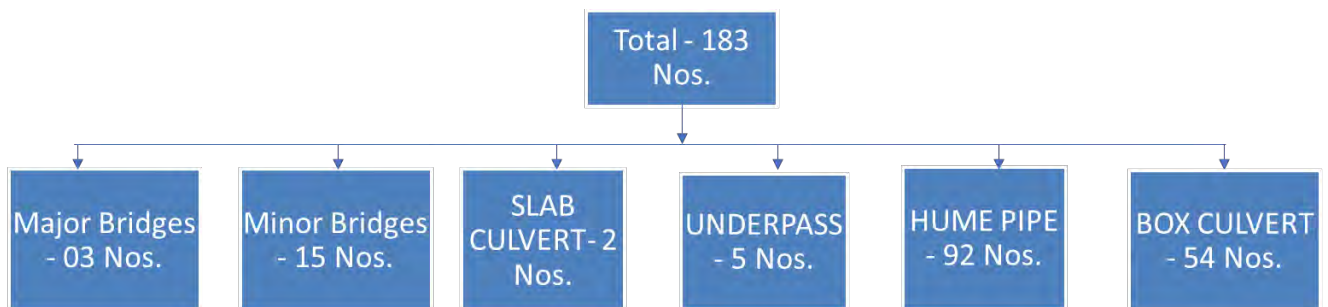 Total - 183
Nos.
Major Bridges
- 03 Nos.
Minor Bridges
- 15 Nos.
SLAB
CULVERT- 2
Nos.
UNDERPASS
- 5 Nos.
HUME PIPE
- 92 Nos.
BOX CULVERT
- 54 Nos.